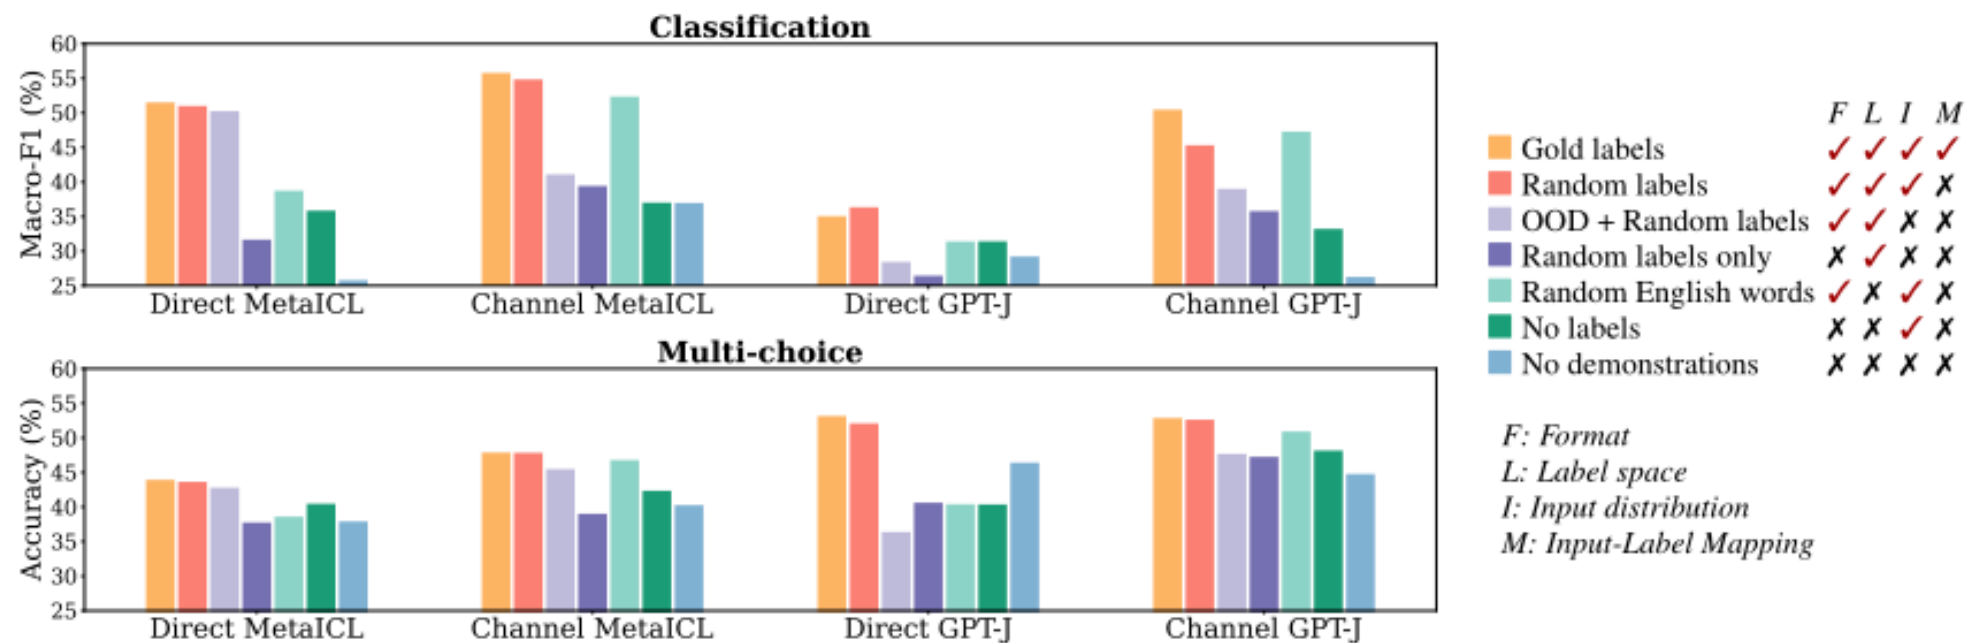 Classification
Macro-F1 (%)
60
55
50
45
40
35
30
25
Direct MetaICL Channel MetaICL Direct GPT-J Channel GPT-J
Multi-choice
Accuracy (%)
60
55
50
45
40
35
30
25
Direct MetaICL Channel MetaICL Direct GPT-J Channel GPT-J
F L I M
Gold labels ✓ ✓ ✓ ✓
Random labels ✓ ✓ ✓ ✗
OOD + Random labels ✓ ✓ ✗ ✗
Random labels only ✗ ✓ ✗ ✗
Random English words ✓ ✗ ✓ ✗
No labels ✗ ✗ ✓ ✗
No demonstrations ✗ ✗ ✗ ✗
F: Format
L: Label space
I: Input distribution
M: Input-Label Mapping